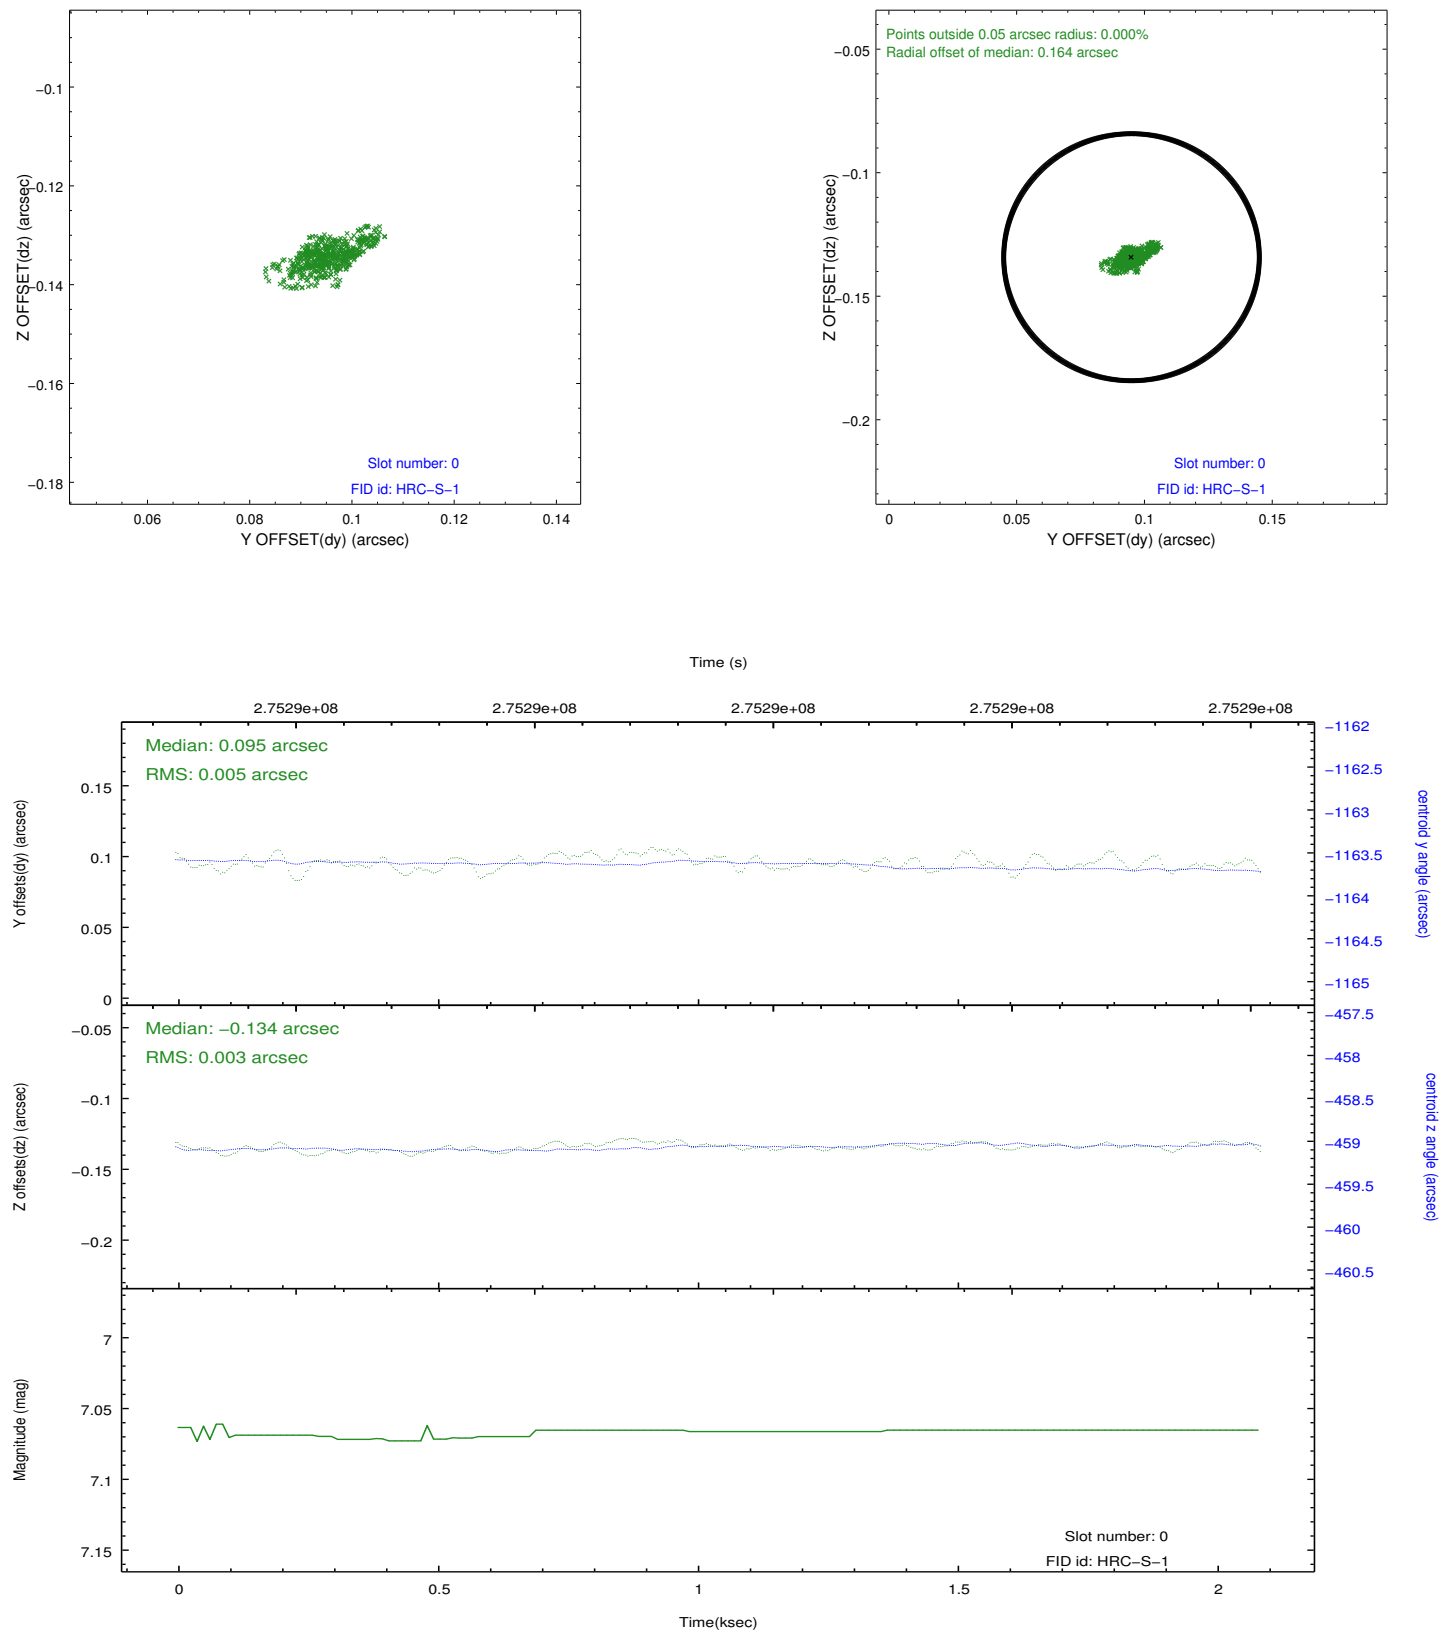 −0.1
−0.12
−0.14
−0.16
−0.18
Z OFFSET(dz) (arcsec)
Slot number: 0
FID id: HRC−S−1
0.06
0.08
0.1
0.12
0.14
Y OFFSET(dy) (arcsec)
Points outside 0.05 arcsec radius: 0.000%
Radial offset of median: 0.164 arcsec
−0.05
−0.1
−0.15
−0.2
Z OFFSET(dz) (arcsec)
Slot number: 0
FID id: HRC−S−1
0
0.05
0.1
0.15
Y OFFSET(dy) (arcsec)
Time (s)
2.7529e+08
2.7529e+08
2.7529e+08
2.7529e+08
2.7529e+08
Median: 0.095 arcsec
RMS: 0.005 arcsec
0.15
0.1
0.05
0
Y offsets(dy) (arcsec)
−1162
−1162.5
−1163
−1163.5
−1164
−1164.5
−1165
centroid y angle (arcsec)
Median: −0.134 arcsec
RMS: 0.003 arcsec
−0.05
−0.1
−0.15
−0.2
Z offsets(dz) (arcsec)
−457.5
−458
−458.5
−459
−459.5
−460
−460.5
centroid z angle (arcsec)
7
7.05
7.1
7.15
Magnitude (mag)
Slot number: 0
FID id: HRC−S−1
0
0.5
1
1.5
2
Time(ksec)